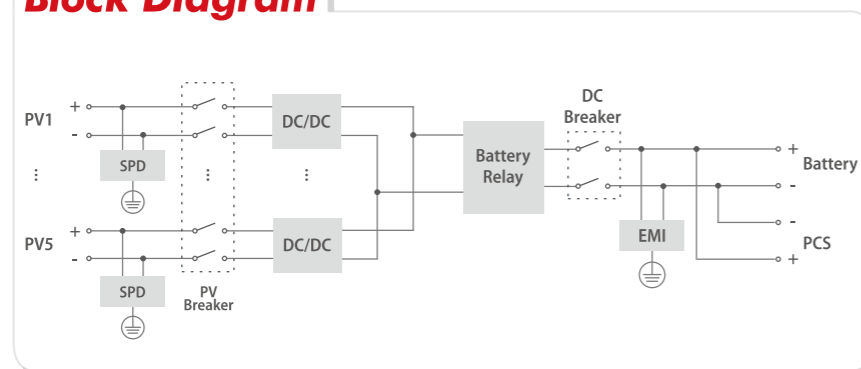 Block Diagram
PV1
+
-
SPD
⋮
PV5
+
-
SPD
⋮
PV
Breaker
DC/DC
⋮
DC/DC
Battery
Relay
DC
Breaker
EMI
+
Battery
-
-
PCS
+